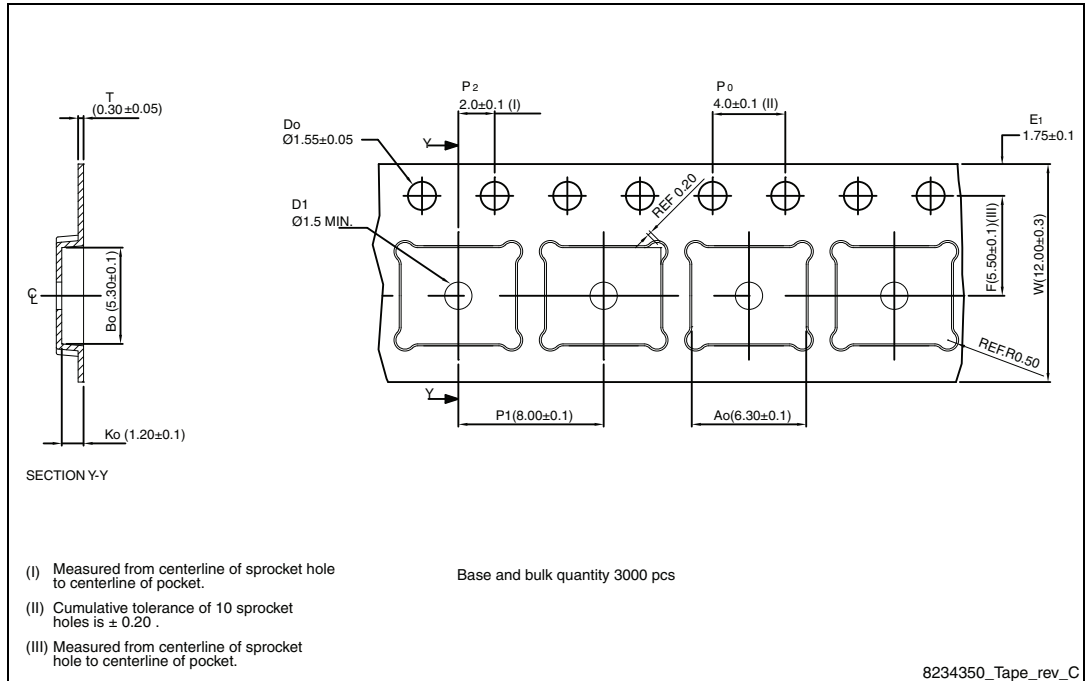 T
(0.30 ±0.05)
P2
2.0±0.1 (I)
P0
4.0±0.1 (II)
Do
Ø1.55±0.05
E1
1.75±0.1
Y
D1
Ø1.5 MIN.
REF 0.20
F(5.50±0.1)(III)
W(12.00±0.3)
Bo (5.30±0.1)
℄
REF.R0.50
Y
P1(8.00±0.1)
Ao(6.30±0.1)
Ko (1.20±0.1)
SECTION Y-Y
(I) Measured from centerline of sprocket hole
to centerline of pocket.
Base and bulk quantity 3000 pcs
(II) Cumulative tolerance of 10 sprocket
holes is ± 0.20 .
(III) Measured from centerline of sprocket
hole to centerline of pocket.
8234350_Tape_rev_C